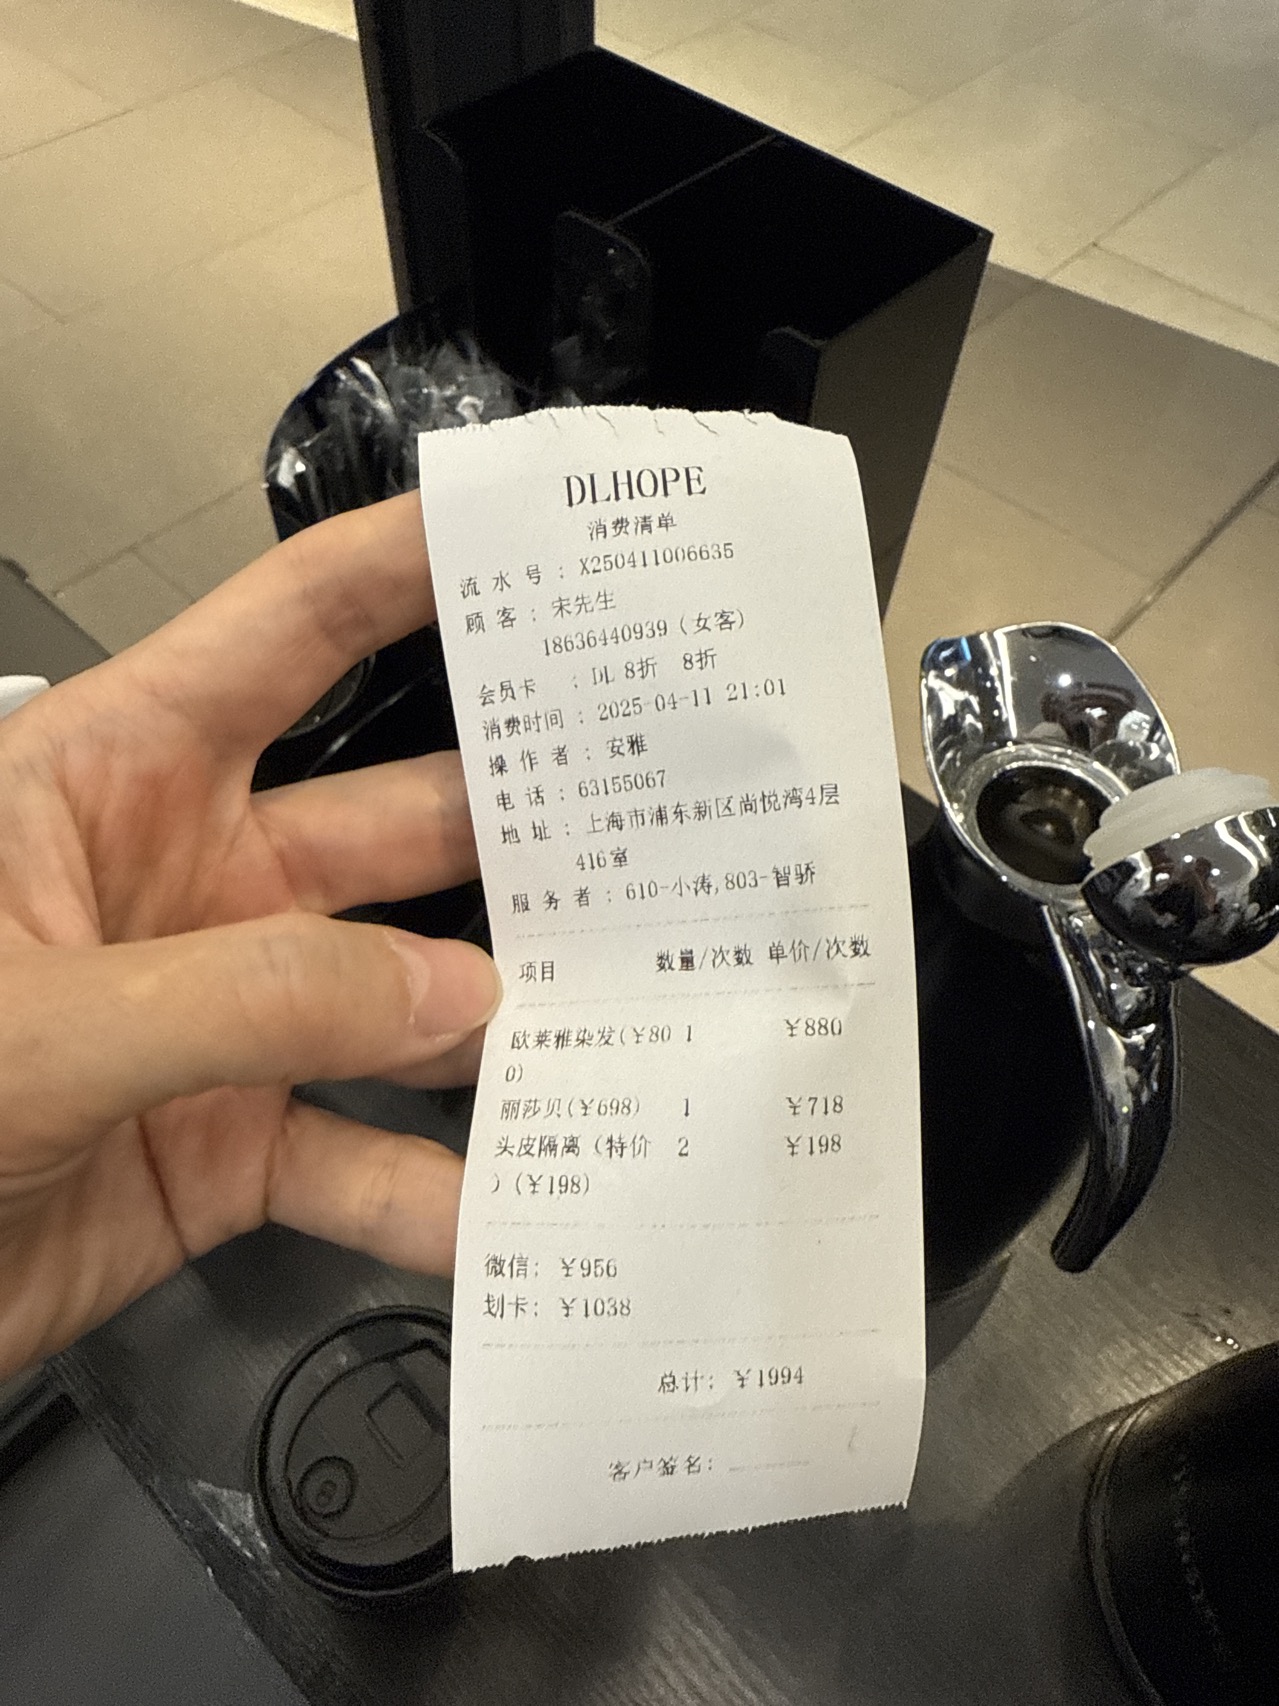 DLHOPE
消费清单
流水号：X250411006635
顾客：宋先生
18636440939（女客）
会员卡：DL 8折 8折
消费时间：2025-04-11 21:01
操作者：安雅
电话：63155067
地址：上海市浦东新区尚悦湾4层
416室
服务者：610-小涛,803-智骄
项目 数量/次数 单价/次数
欧莱雅染发(¥80 1 ¥880
0)
丽莎贝(¥698) 1 ¥718
头皮隔离（特价 2 ¥198
）(¥198)
微信：¥956
划卡：¥1038
总计：¥1994
客户签名：